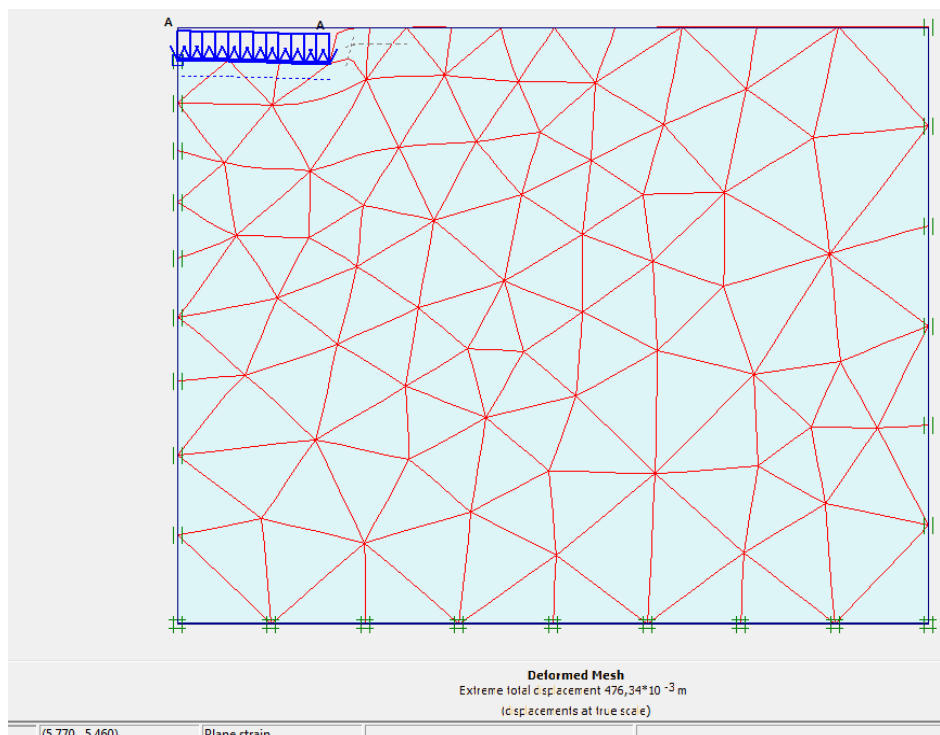 A A
Deformed Mesh
Extreme total displacement 476,34*10 -3 m
(displacements at true scale)
(5.770 , 5.460) Plane strain